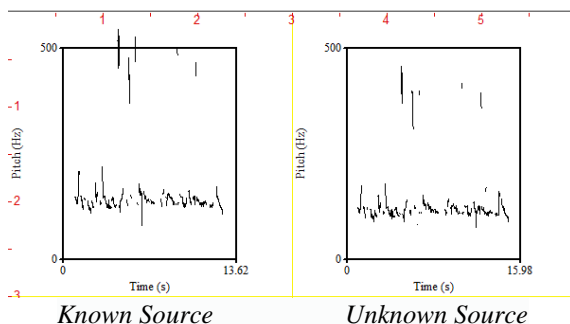 1 2 3 4 5
500 500
1
Pitch (Hz) Pitch (Hz)
2
0 0
0 13.62 0 15.98
Time (s) Time (s)
3
Known Source Unknown Source